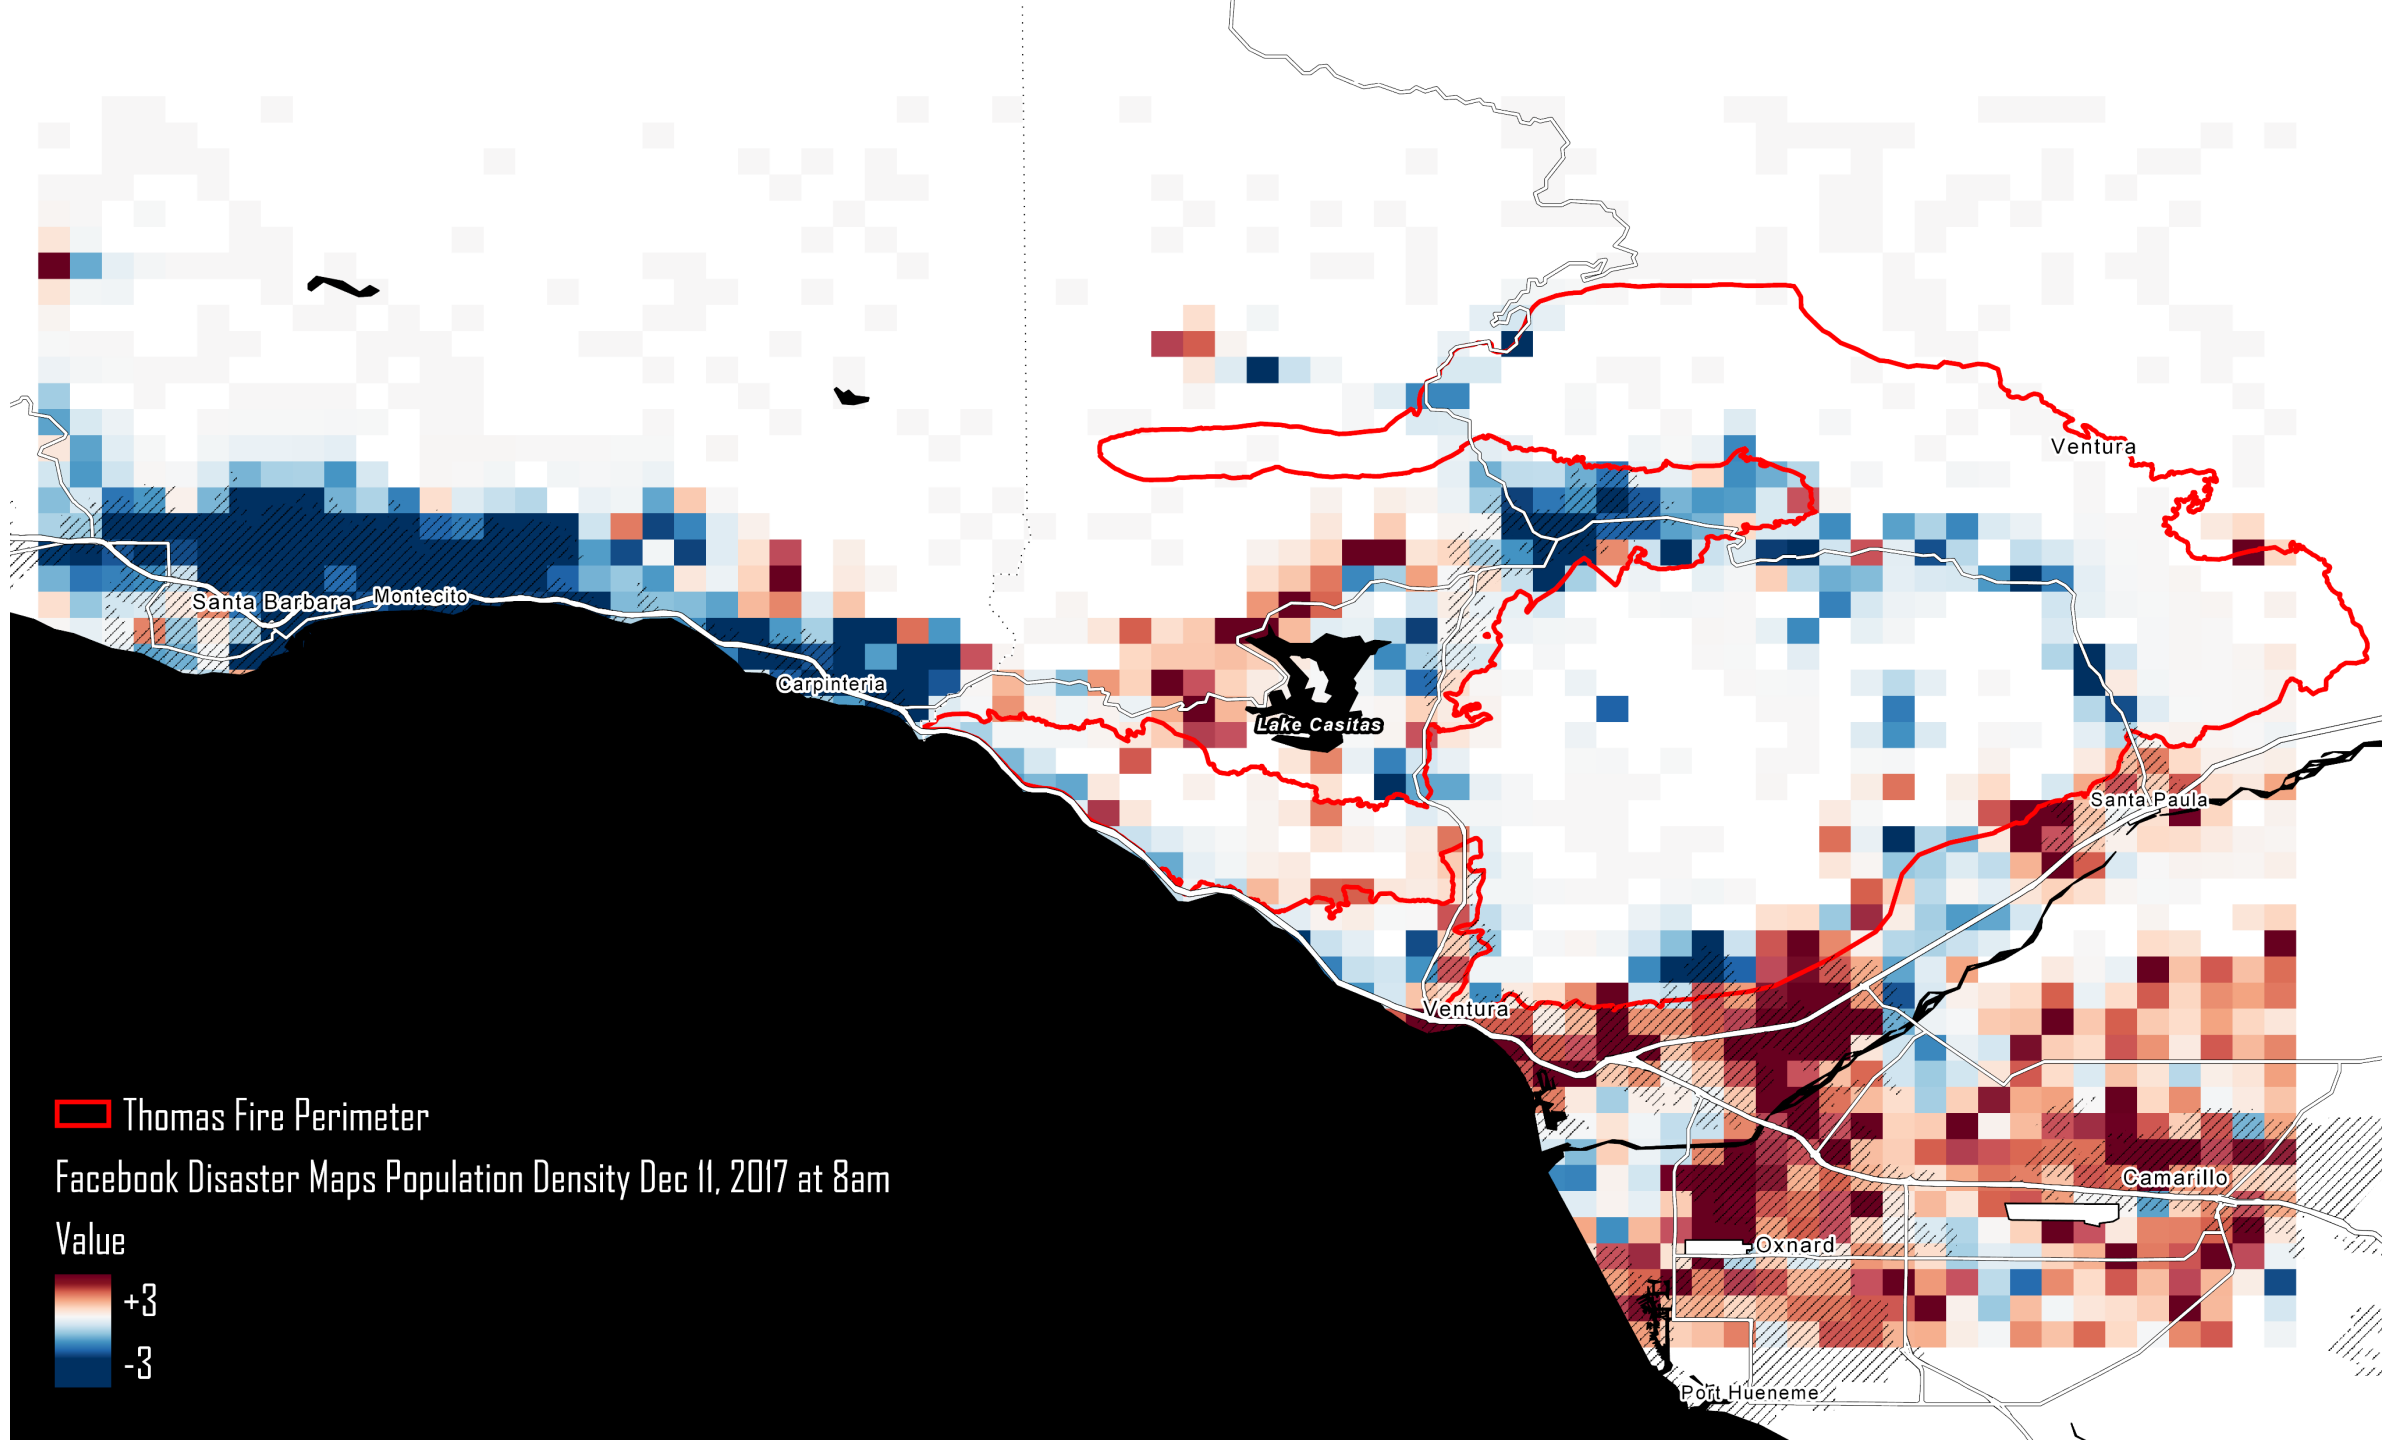 Ventura
Santa Barbara
Montecito
Carpinteria
Lake Casitas
Santa Paula
Ventura
Camarillo
Oxnard
Port Hueneme
Thomas Fire Perimeter
Facebook Disaster Maps Population Density Dec 11, 2017 at 8am
Value
+3
-3